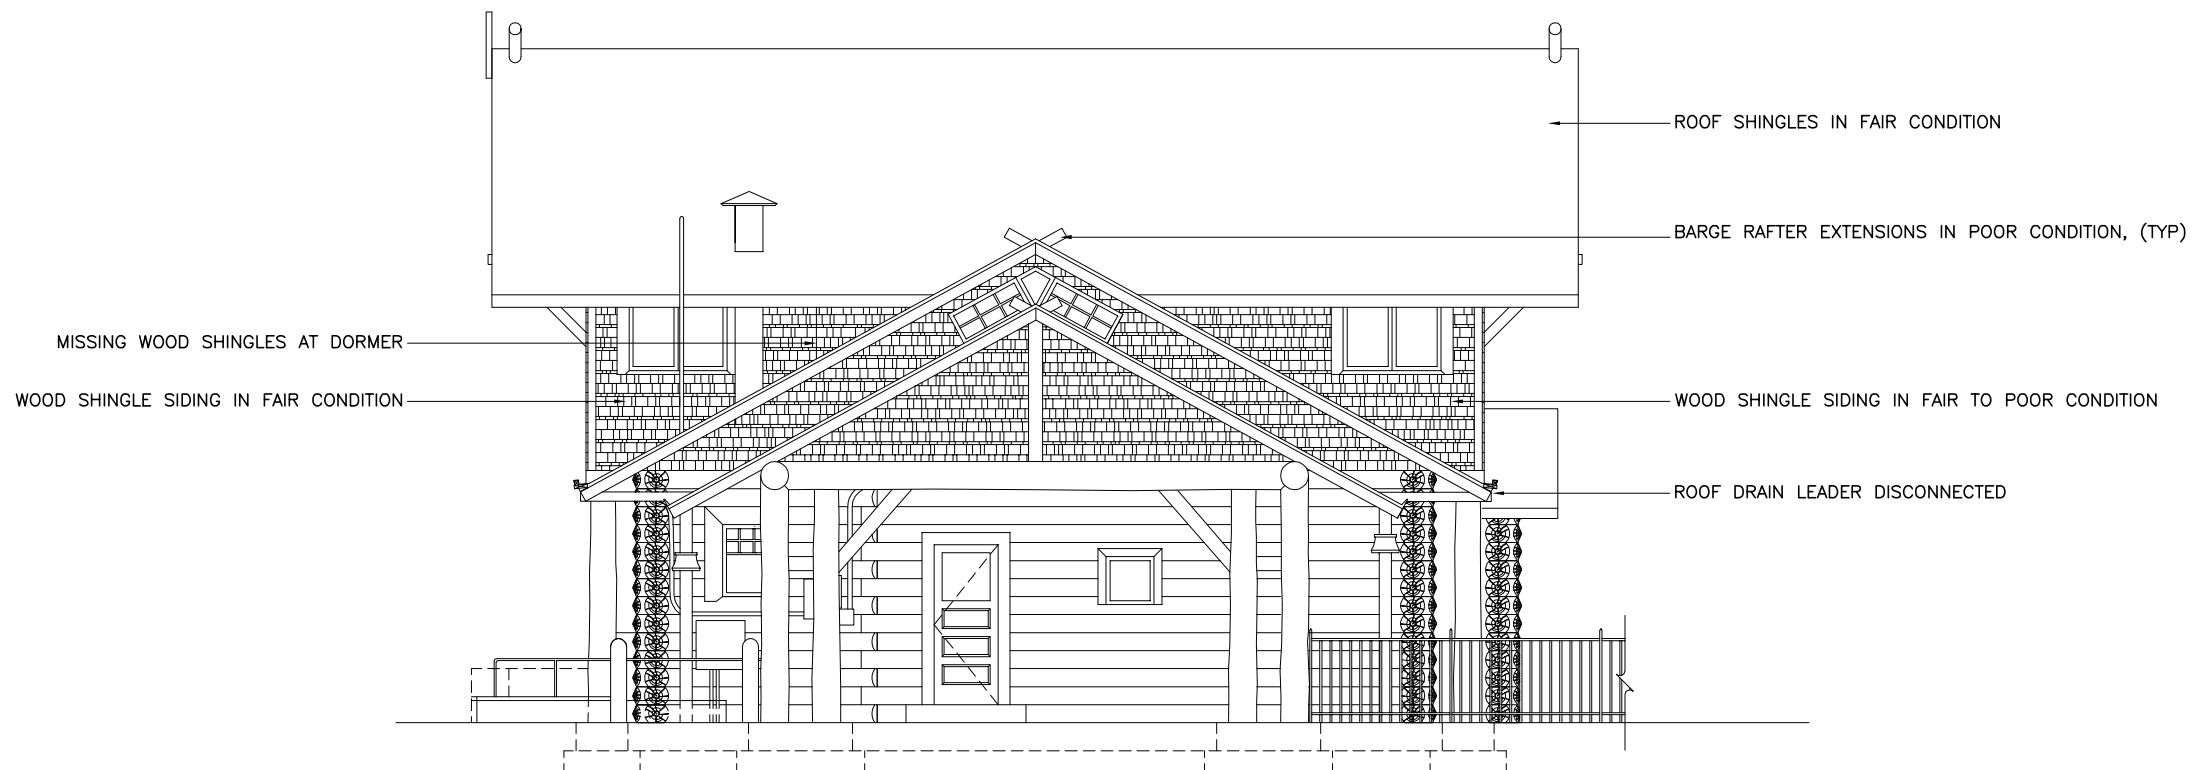 ROOF SHINGLES IN FAIR CONDITION
BARGE RAFTER EXTENSIONS IN POOR CONDITION, (TYP)
MISSING WOOD SHINGLES AT DORMER
WOOD SHINGLE SIDING IN FAIR CONDITION
WOOD SHINGLE SIDING IN FAIR TO POOR CONDITION
ROOF DRAIN LEADER DISCONNECTED